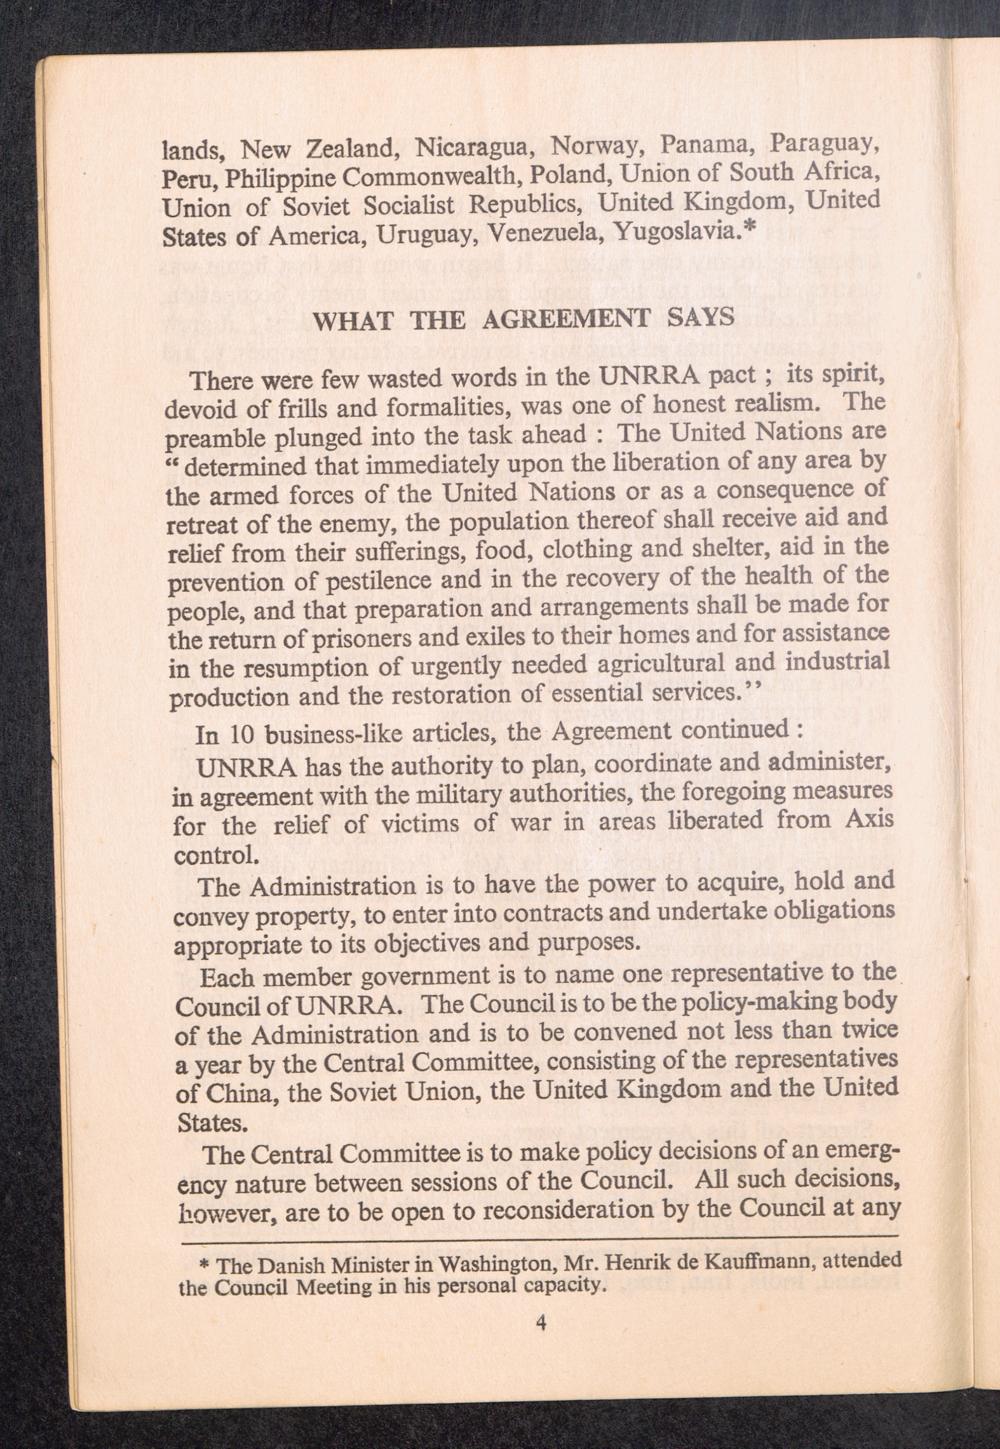 lands, New Zealand, Nicaragua, Norway, Panama, Paraguay,
Peru, Philippine Commonwealth, Poland, Union of South Africa,
Union of Soviet Socialist Republics, United Kingdom, United
States of America, Uruguay, Venezuela, Yugoslavia.*
WHAT THE AGREEMENT SAYS
There were few wasted words in the UNRRA pact ; its spirit,
devoid of frills and formalities, was one of honest realism. The
preamble plunged into the task ahead : The United Nations are
“ determined that immediately upon the liberation of any area by
the armed forces of the United Nations or as a consequence of
retreat of the enemy, the population thereof shall receive aid and
relief from their sufferings, food, clothing and shelter, aid in the
prevention of pestilence and in the recovery of the health of the
people, and that preparation and arrangements shall be made for
the return of prisoners and exiles to their homes and for assistance
in the resumption of urgently needed agricultural and industrial
production and the restoration of essential services.”
In 10 business-like articles, the Agreement continued :
UNRRA has the authority to plan, coordinate and administer,
in agreement with the military authorities, the foregoing measures
for the relief of victims of war in areas liberated from Axis
control.
The Administration is to have the power to acquire, hold and
convey property, to enter into contracts and undertake obligations
appropriate to its objectives and purposes.
Each member government is to name one representative to the
Council of UNRRA. The Council is to be the policy-making body
of the Administration and is to be convened not less than twice
a year by the Central Committee, consisting of the representatives
of China, the Soviet Union, the United Kingdom and the United
States.
The Central Committee is to make policy decisions of an emerg-
ency nature between sessions of the Council. All such decisions,
however, are to be open to reconsideration by the Council at any
* The Danish Minister in Washington, Mr. Henrik de Kauffmann, attended
the Council Meeting in his personal capacity.
4